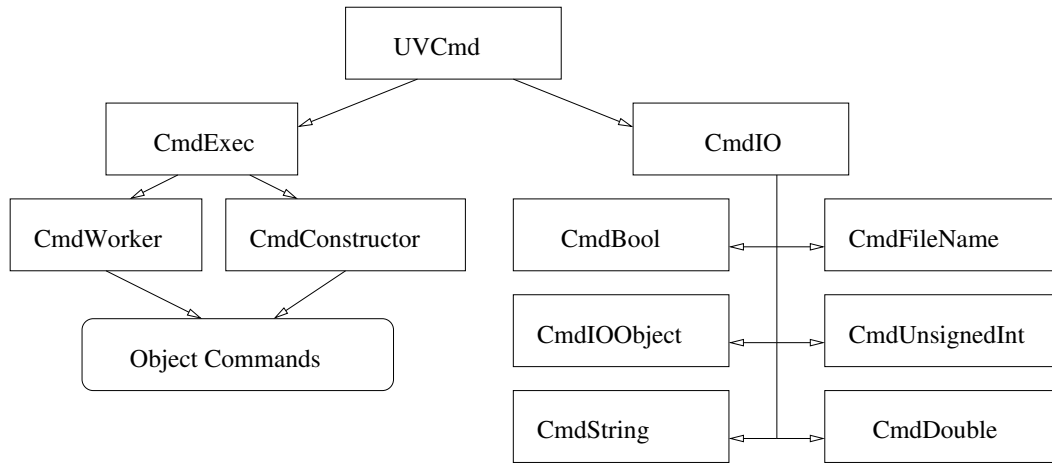 UVCmd
CmdExec
CmdIO
CmdWorker
CmdConstructor
CmdBool
CmdFileName
CmdIOObject
CmdUnsignedInt
Object Commands
CmdString
CmdDouble